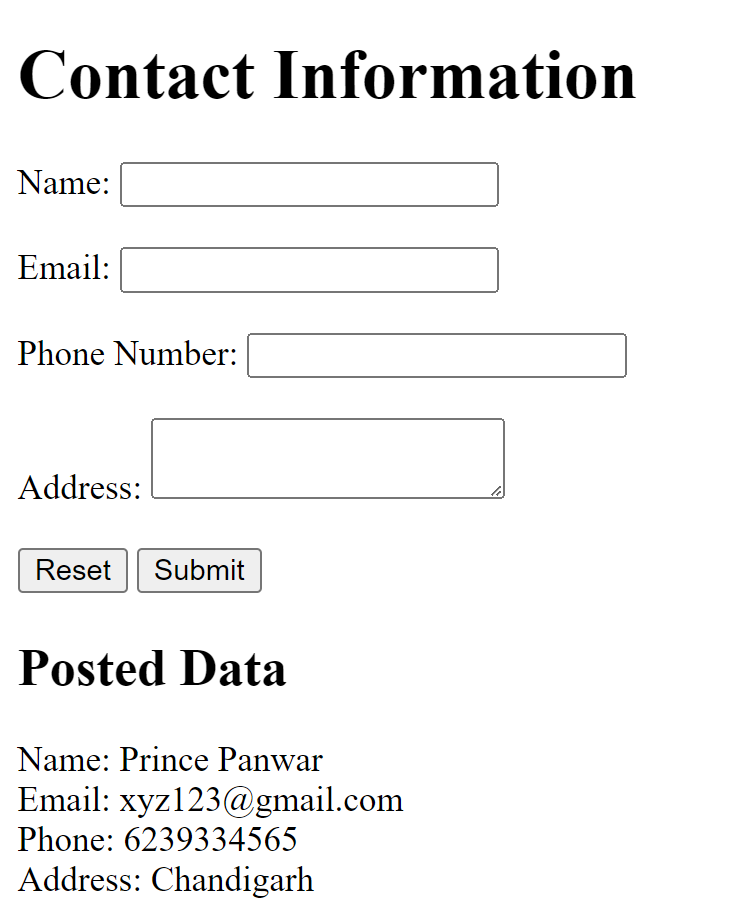 Contact Information
Name:
Email:
Phone Number:
Address:
Reset Submit
Posted Data
Name: Prince Panwar
Email: xyz123@gmail.com
Phone: 6239334565
Address: Chandigarh